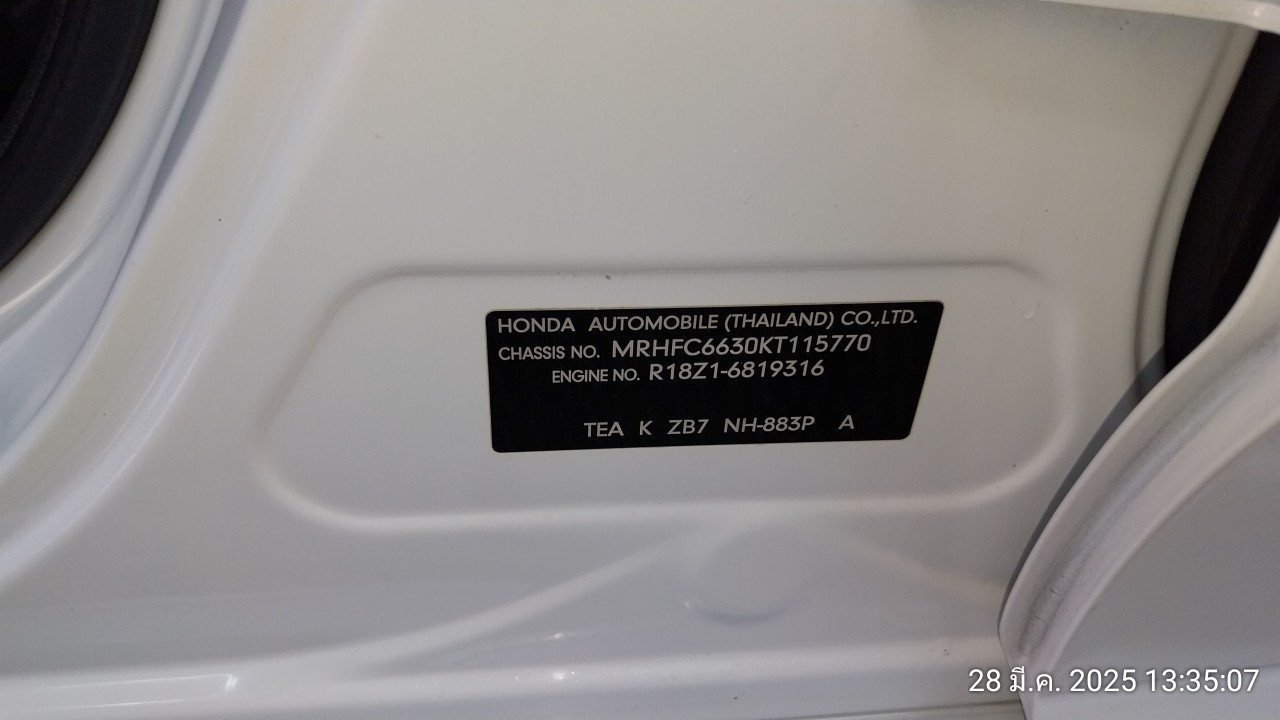 HONDA AUTOMOBILE (THAILAND) CO.,LTD.
CHASSIS NO. MRHFC6630KT115770
ENGINE NO. R18Z1-6819316
TEA K ZB7 NH-883P A
28 มี.ค. 2025 13:35:07